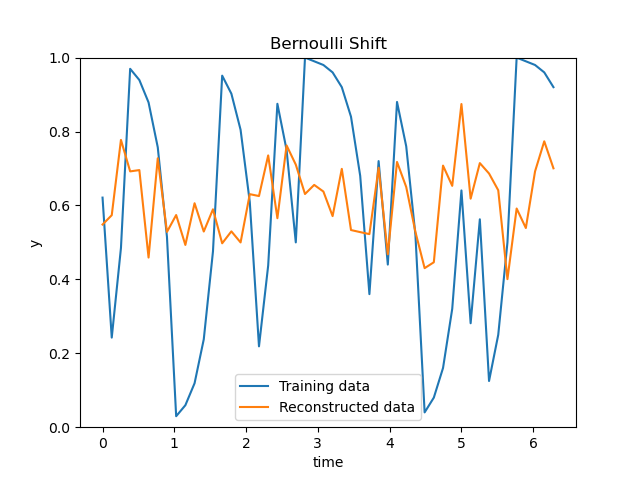 Bernoulli Shift
y
1.0
0.8
0.6
0.4
0.2
0.0
Training data
Reconstructed data
0 1 2 3 4 5 6
time